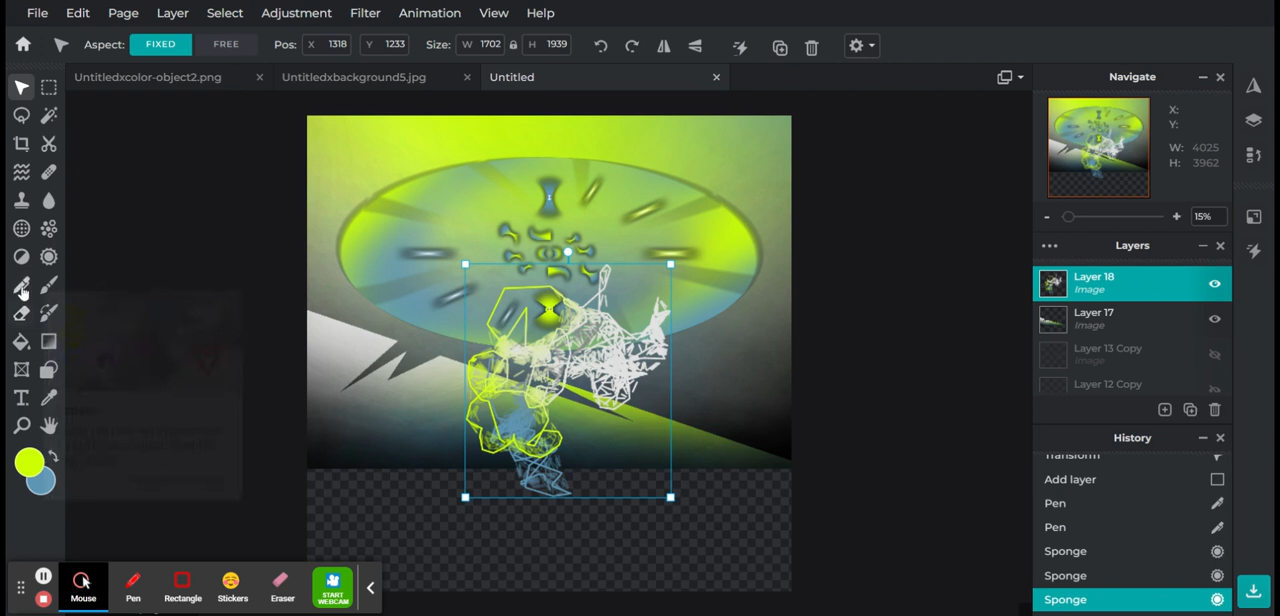 File Edit Page Layer Select Adjustment Filter Animation View Help
Aspect: FIXED FREE Pos: X 1318 Y 1233 Size: W 1702 H 1939
Untitledxcolor-object2.png Untitledxbackground5.jpg Untitled
Navigate
X:
Y:
W: 4025
H: 3962
15%
Layers
Layer 18
Image
Layer 17
Image
Layer 13 Copy
Image
Layer 12 Copy
History
Transform
Add layer
Pen
Pen
Sponge
Sponge
Sponge
Mouse Pen Rectangle Stickers Eraser START
WEBCAM